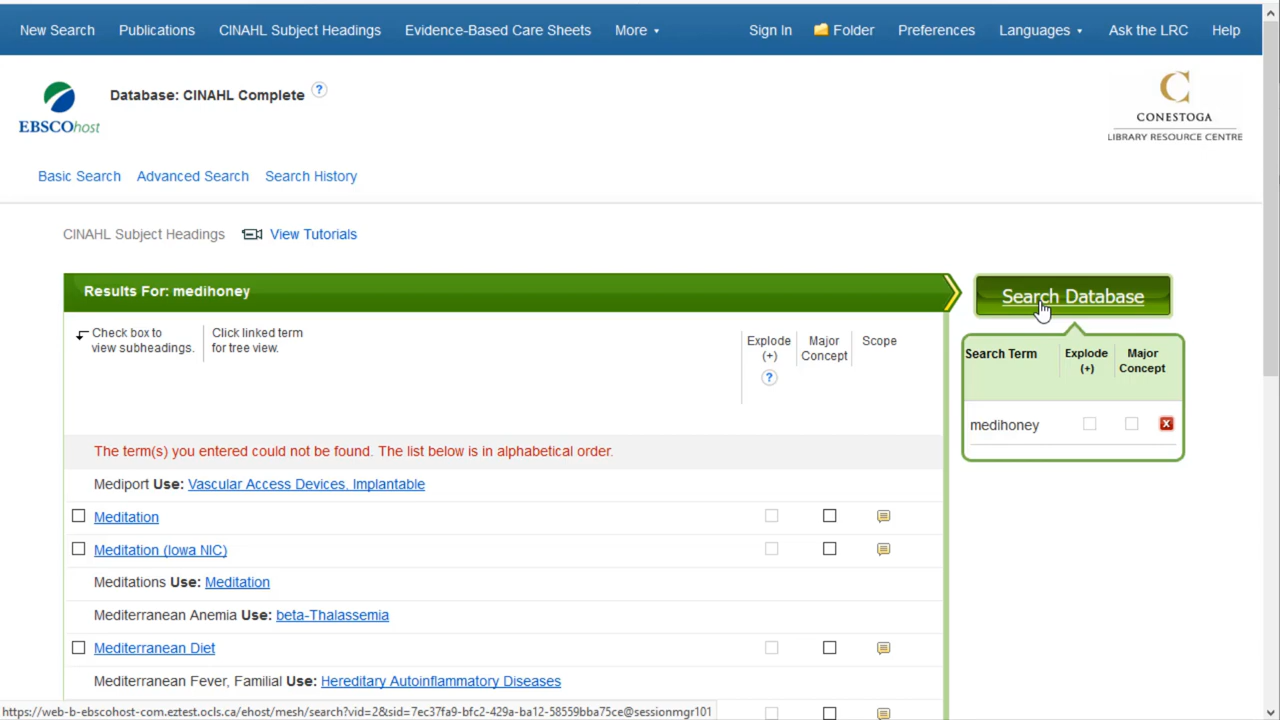 New Search Publications CINAHL Subject Headings Evidence-Based Care Sheets More Sign In Folder Preferences Languages Ask the LRC Help
Database: CINAHL Complete ?
EBSCOhost
C
CONESTOGA
LIBRARY RESOURCE CENTRE
Basic Search Advanced Search Search History
CINAHL Subject Headings View Tutorials
Results For: medihoney
Search Database
Check box to
view subheadings.
Click linked term
for tree view.
Explode
(+)
?
Major
Concept
Scope
Search Term
Explode
(+)
Major
Concept
medihoney
The term(s) you entered could not be found. The list below is in alphabetical order.
Mediport Use: Vascular Access Devices, Implantable
Meditation
Meditation (Iowa NIC)
Meditations Use: Meditation
Mediterranean Anemia Use: beta-Thalassemia
Mediterranean Diet
Mediterranean Fever, Familial Use: Hereditary Autoinflammatory Diseases
https://web-b-ebscohost-com.eztest.ocls.ca/ehost/mesh/search?vid=2&sid=7ec37fa9-bfc2-429a-ba12-58559bba75ce@sessionmgr101